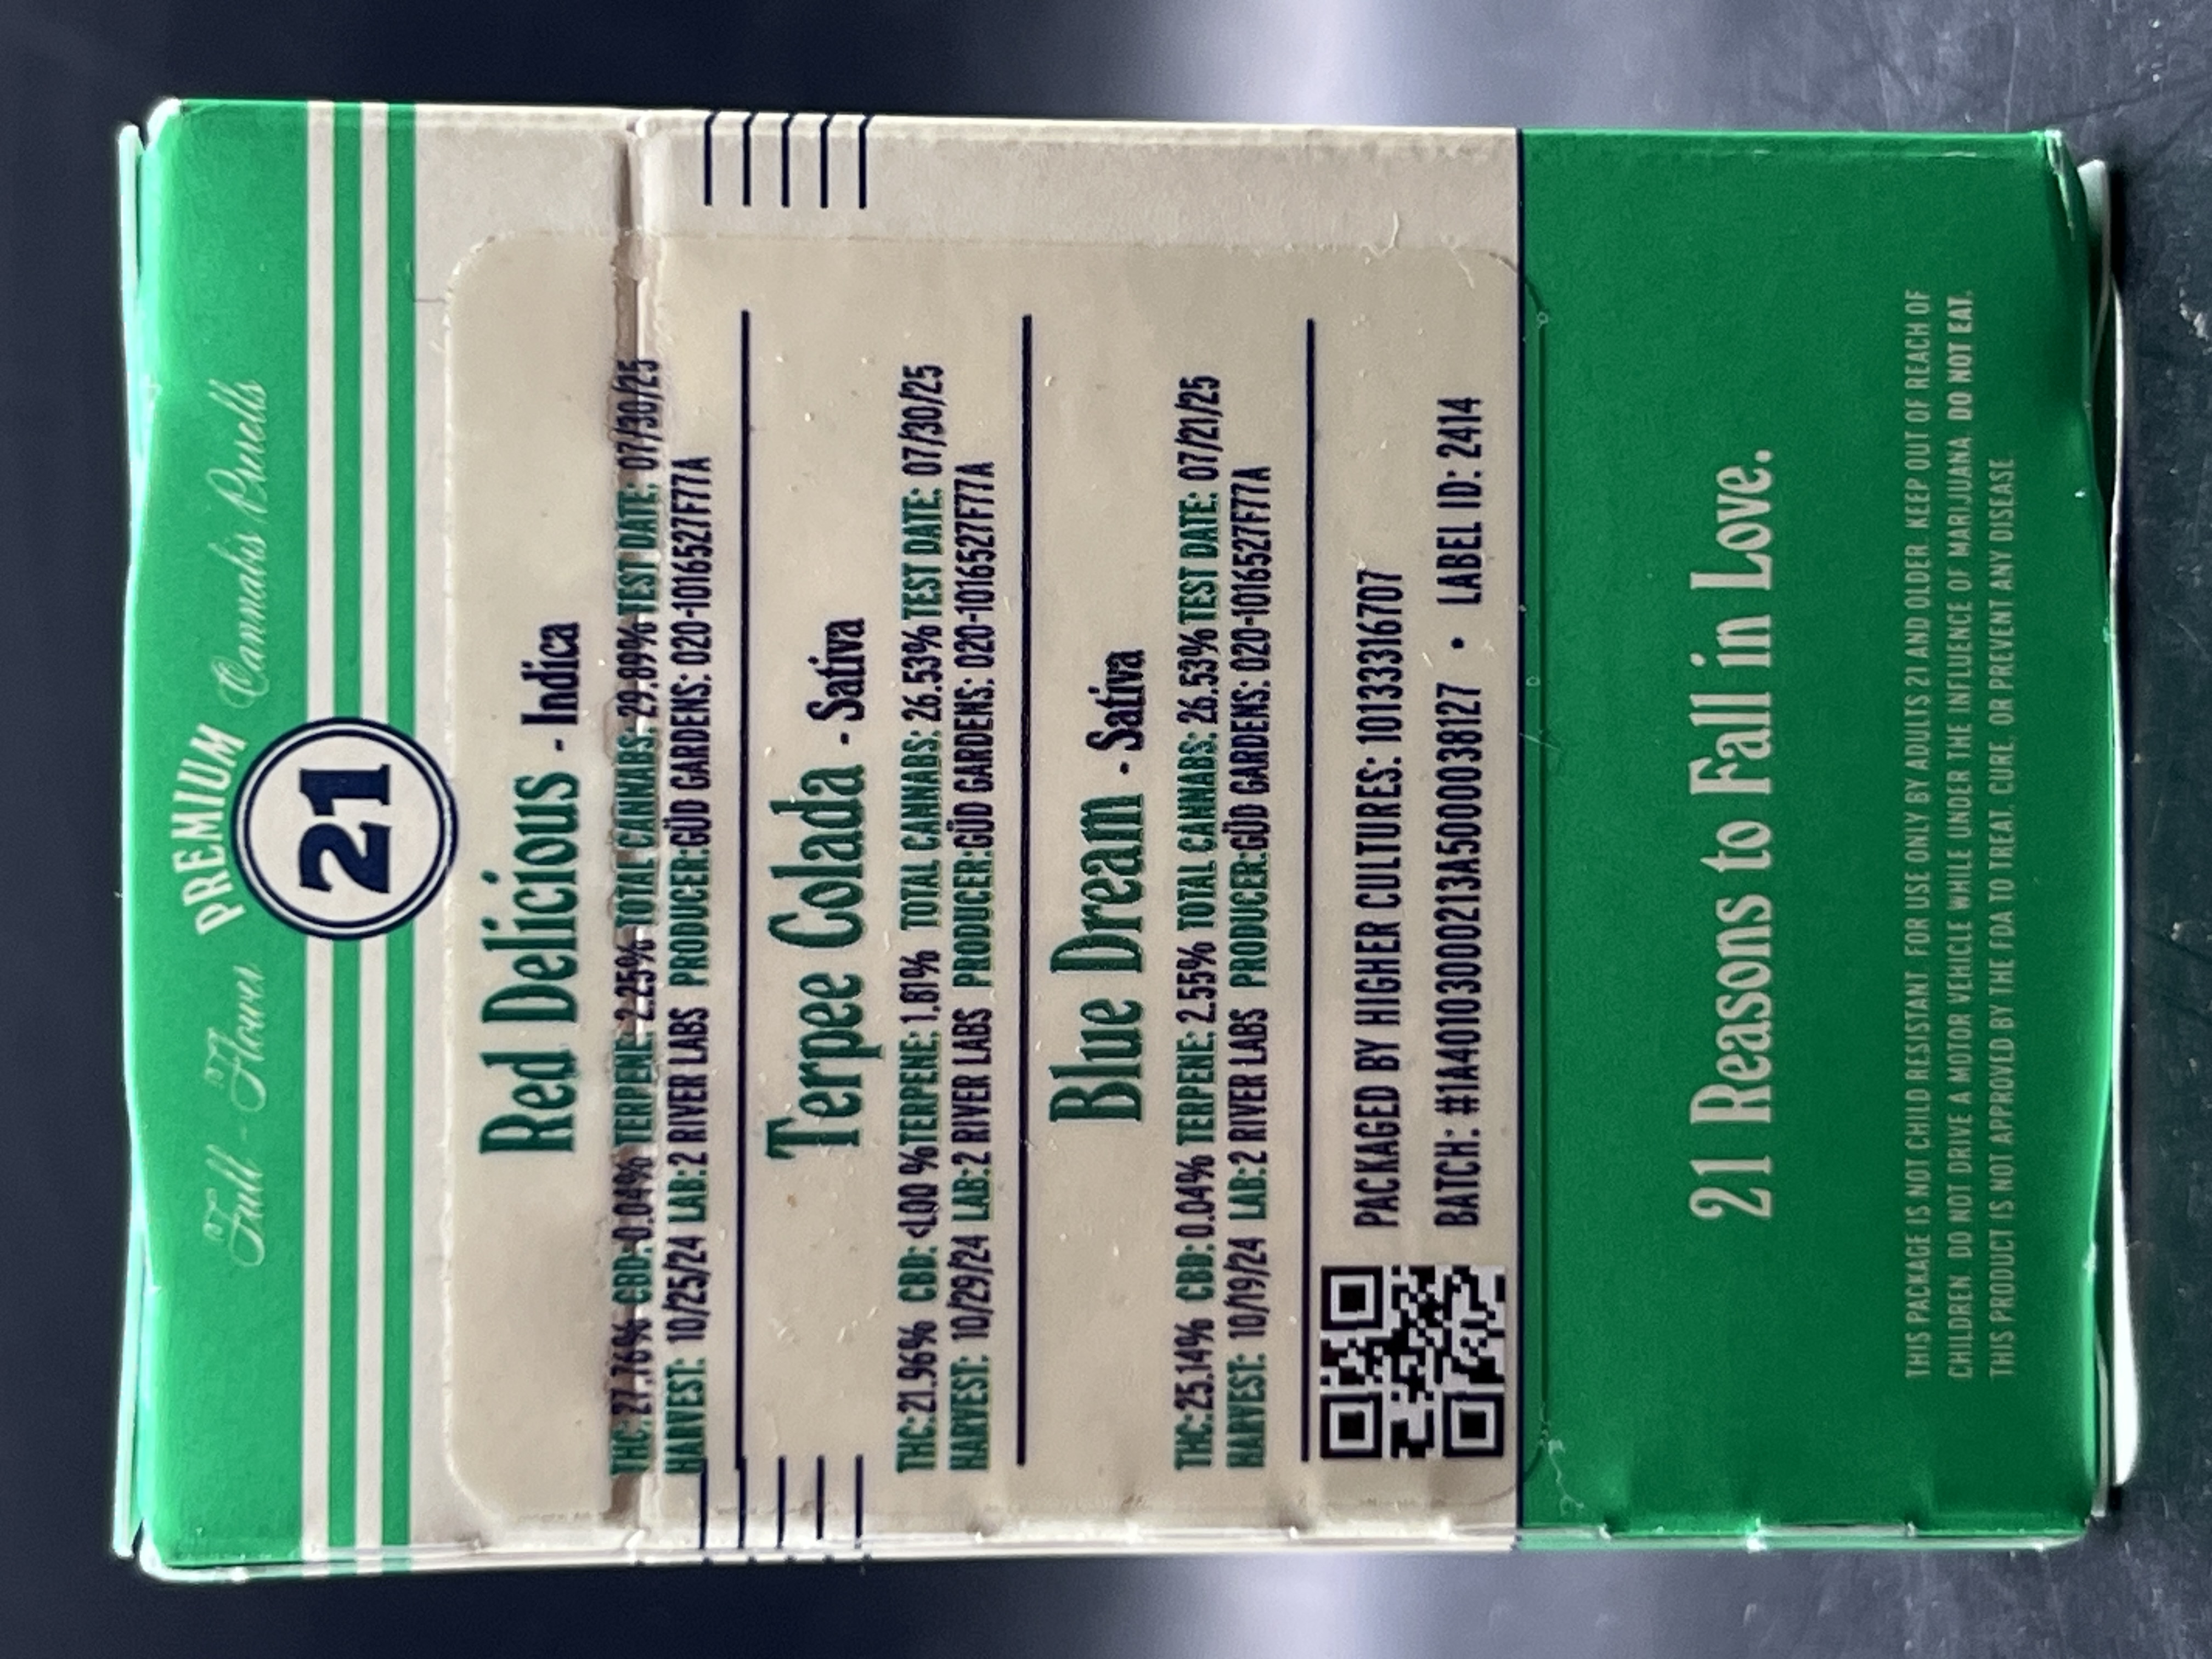 Full - Flower PREMIUM Cannabis Prerolls
21
Red Delicious - Indica
THC: 27.76% CBD: 0.04% TERPENE: 2.25% TOTAL CANNABS: 29.89% TEST DATE: 07/30/25
HARVEST: 10/25/24 LAB: 2 RIVER LABS PRODUCER: GÜD GARDENS: 020-1016527F77A
Terpee Colada - Sativa
THC: 21.96% CBD: <LOQ % TERPENE: 1.81% TOTAL CANNABS: 26.53% TEST DATE: 07/30/25
HARVEST: 10/29/24 LAB: 2 RIVER LABS PRODUCER: GÜD GARDENS: 020-1016527F77A
Blue Dream - Sativa
THC: 25.14% CBD: 0.04% TERPENE: 2.55% TOTAL CANNABS: 26.53% TEST DATE: 07/21/25
HARVEST: 10/19/24 LAB: 2 RIVER LABS PRODUCER: GÜD GARDENS: 020-1016527F77A
PACKAGED BY HIGHER CULTURES: 10133316707
BATCH: #1A40103000213A5000038127 • LABEL ID: 2414
21 Reasons to Fall in Love.
THIS PACKAGE IS NOT CHILD RESISTANT FOR USE ONLY BY ADULTS 21 AND OLDER. KEEP OUT OF REACH OF
CHILDREN. DO NOT DRIVE A MOTOR VEHICLE WHILE UNDER THE INFLUENCE OF MARIJUANA. DO NOT EAT.
THIS PRODUCT IS NOT APPROVED BY THE FDA TO TREAT, CURE, OR PREVENT ANY DISEASE